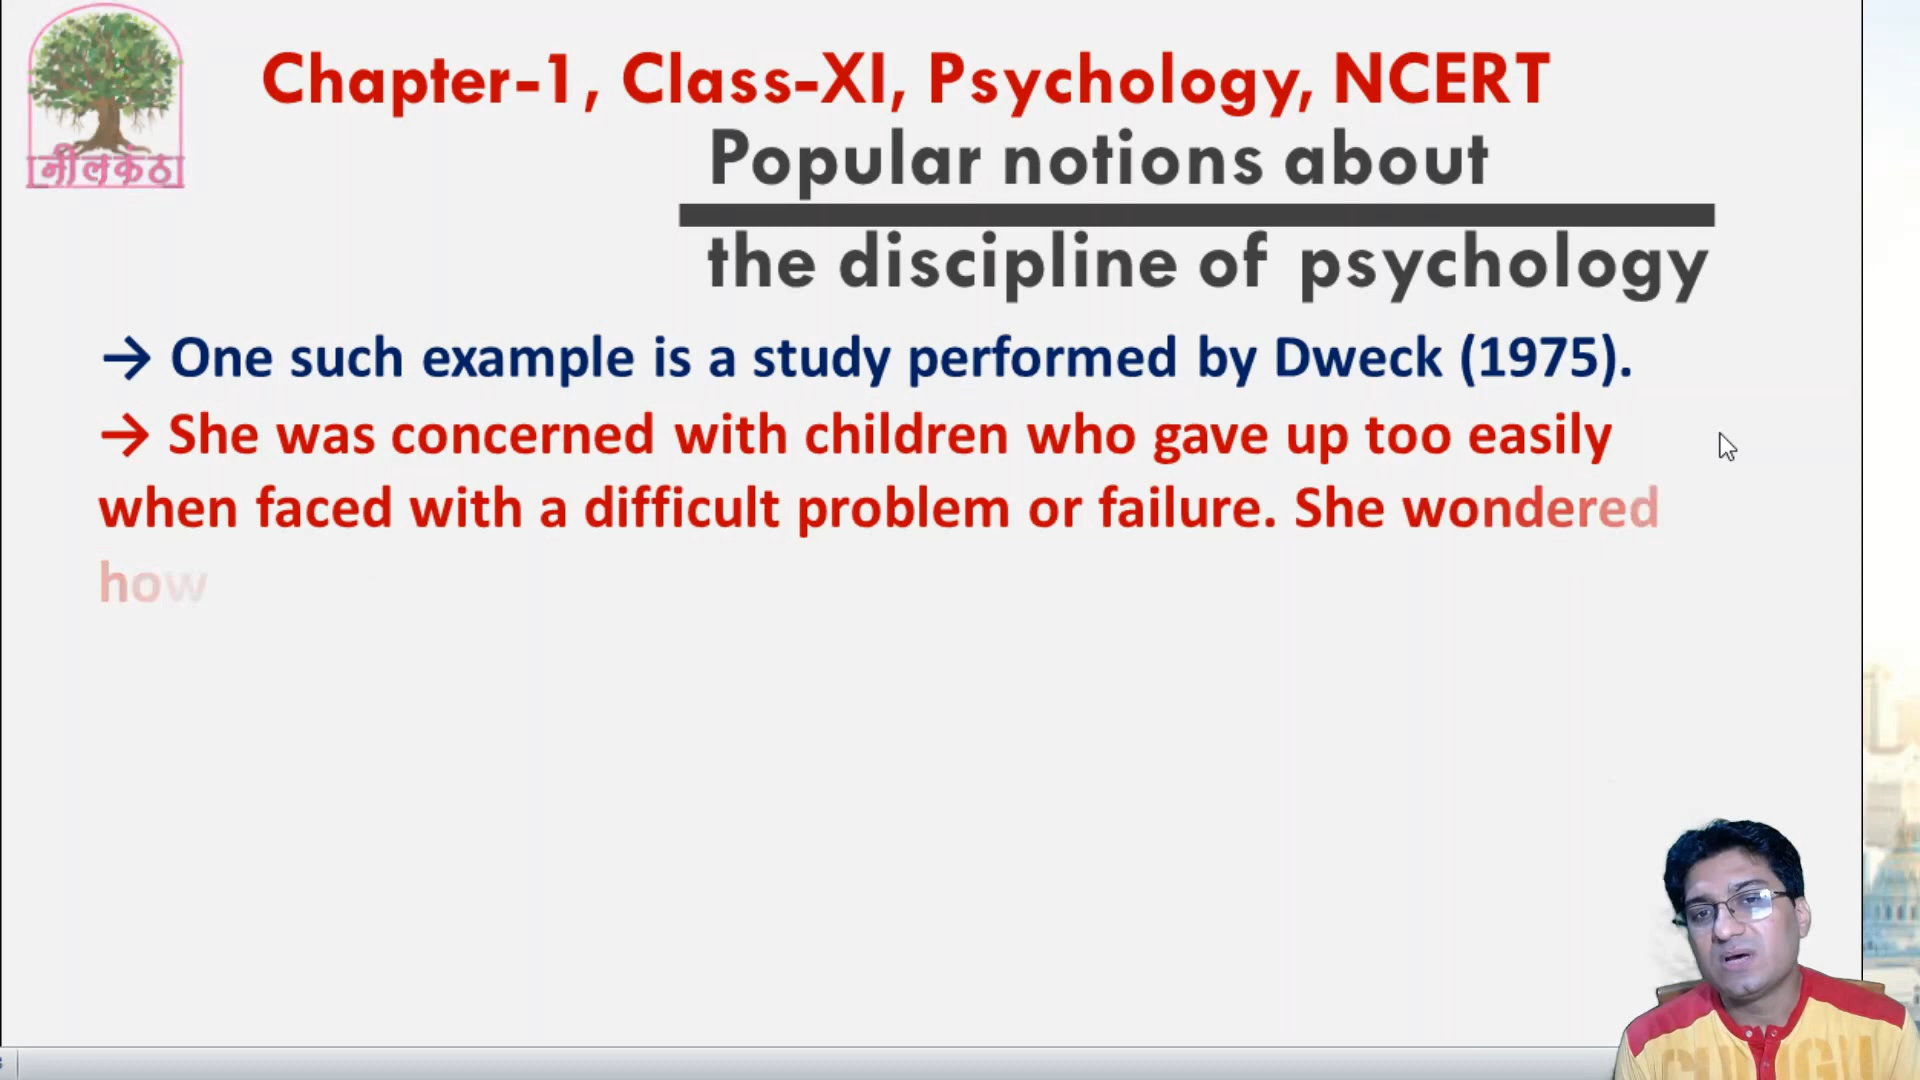 नीलकंठ
Chapter-1, Class-XI, Psychology, NCERT
Popular notions about
the discipline of psychology
→ One such example is a study performed by Dweck (1975).
→ She was concerned with children who gave up too easily
when faced with a difficult problem or failure. She wondered
how